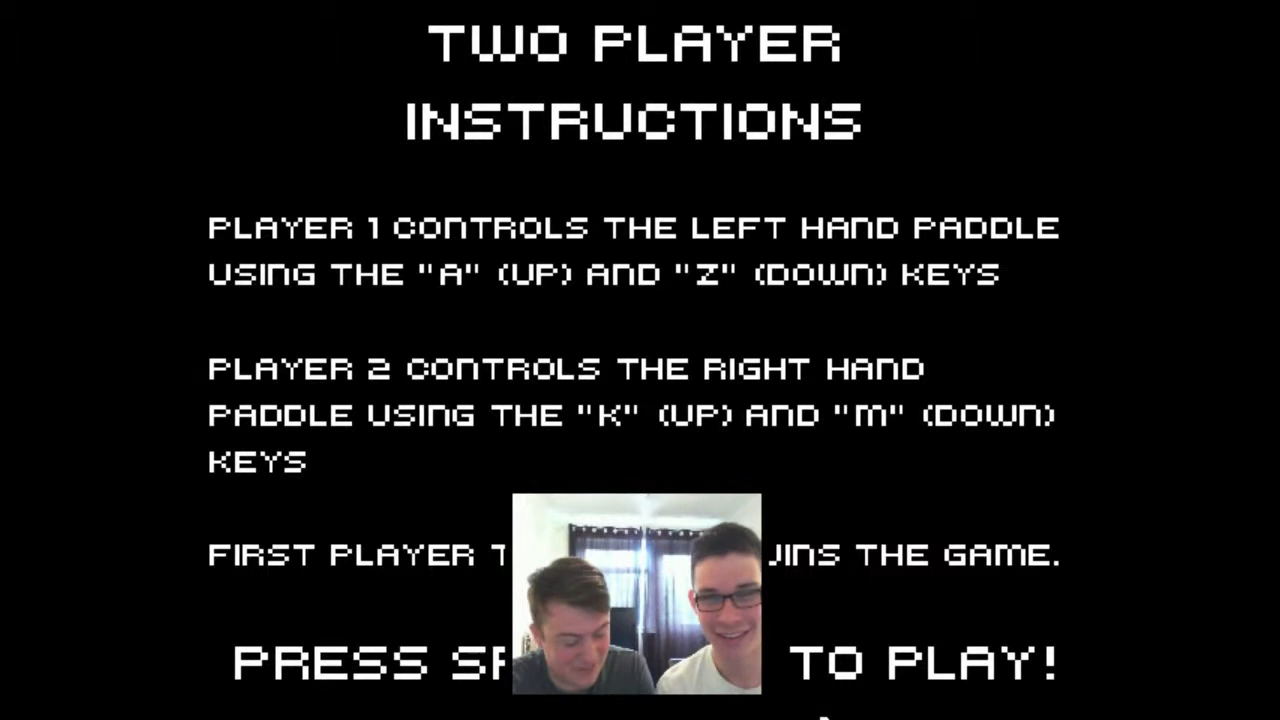 TWO PLAYER
INSTRUCTIONS
PLAYER 1 CONTROLS THE LEFT HAND PADDLE
USING THE "A" (UP) AND "Z" (DOWN) KEYS
PLAYER 2 CONTROLS THE RIGHT HAND
PADDLE USING THE "K" (UP) AND "M" (DOWN)
KEYS
FIRST PLAYER THE GAME.
PRESS TO PLAY!